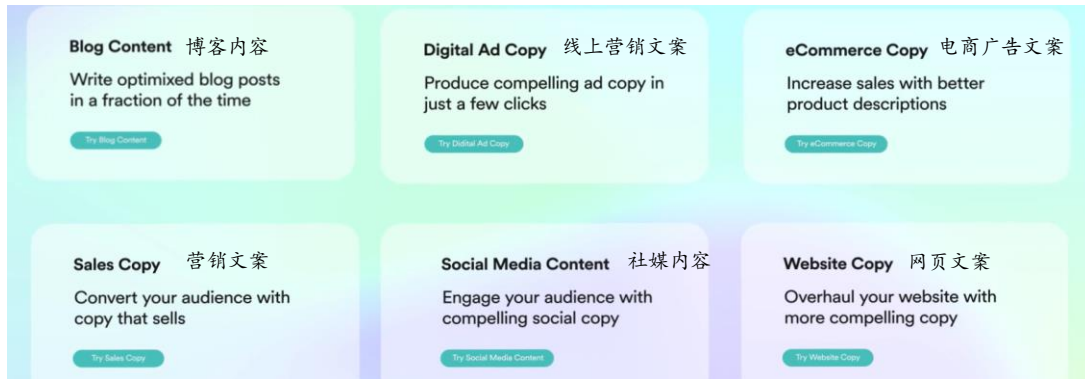 Blog Content 博客内容
Write optimixed blog posts
in a fraction of the time
Try Blog Content
Digital Ad Copy 线上营销文案
Produce compelling ad copy in
just a few clicks
Try Didital Ad Copy
eCommerce Copy 电商广告文案
Increase sales with better
product descriptions
Try eCommerce Copy
Sales Copy 营销文案
Convert your audience with
copy that sells
Try Sales Copy
Social Media Content 社媒内容
Engage your audience with
compelling social copy
Try Social Media Content
Website Copy 网页文案
Overhaul your website with
more compelling copy
Try Website Copy